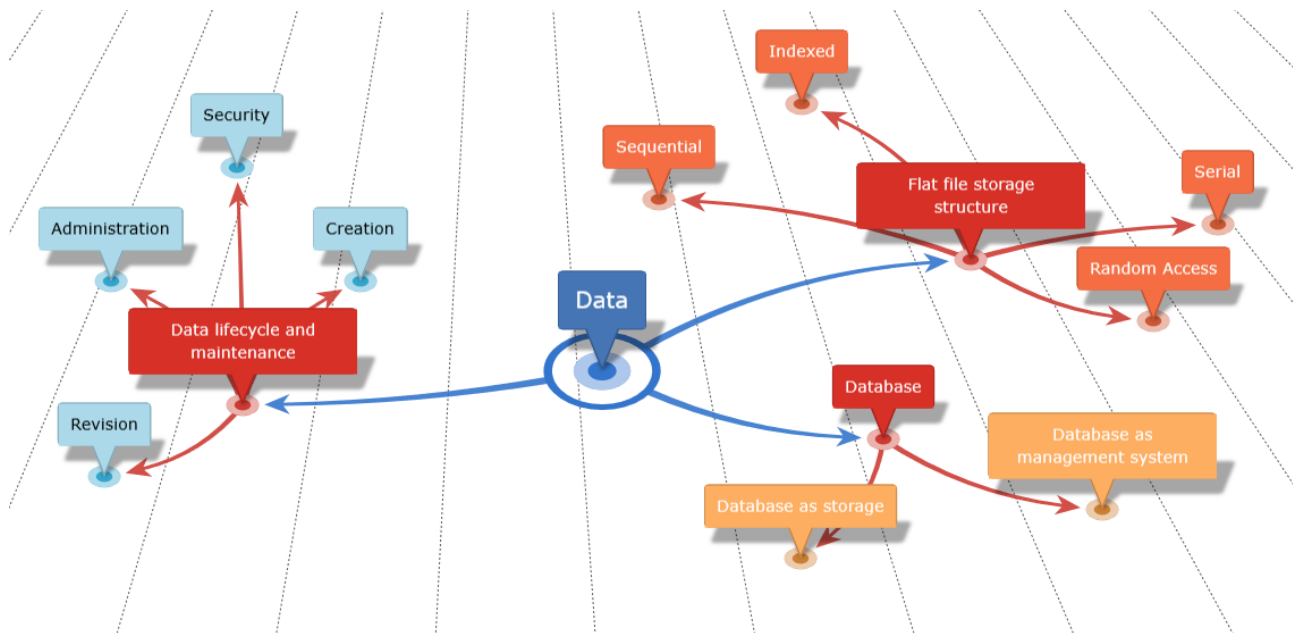 Indexed
Security
Sequential
Serial
Flat file storage
structure
Administration
Creation
Random Access
Data
Data lifecycle and
maintenance
Database
Revision
Database as
management system
Database as storage